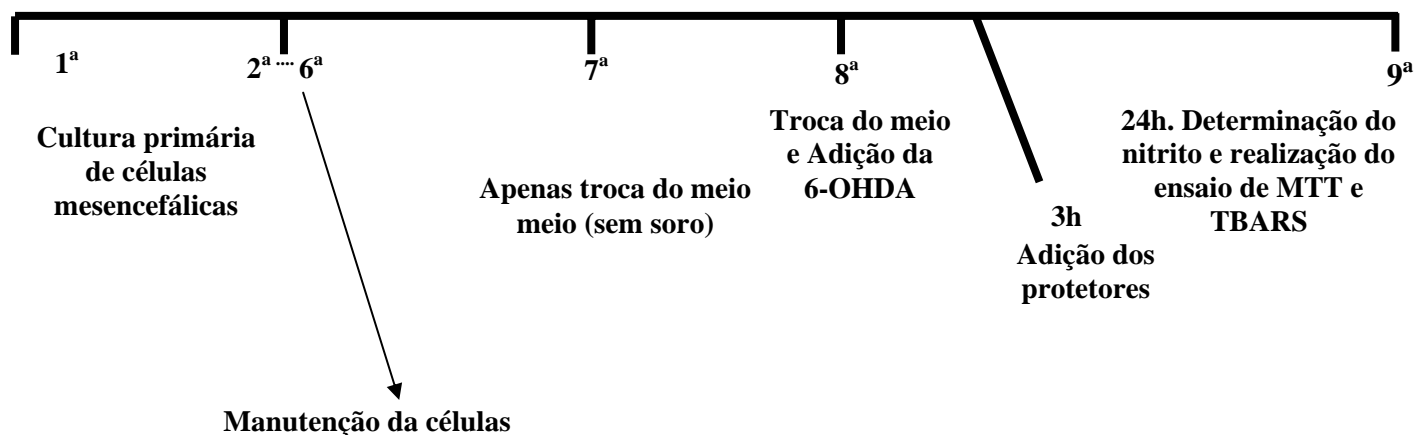 1ª
2ª .... 6ª
7ª
8ª
9ª
Cultura primária
de células
mesencefálicas
Apenas troca do meio
meio (sem soro)
Troca do meio
e Adição da
6-OHDA
3h
Adição dos
protetores
24h. Determinação do
nitrito e realização do
ensaio de MTT e
TBARS
Manutenção da células